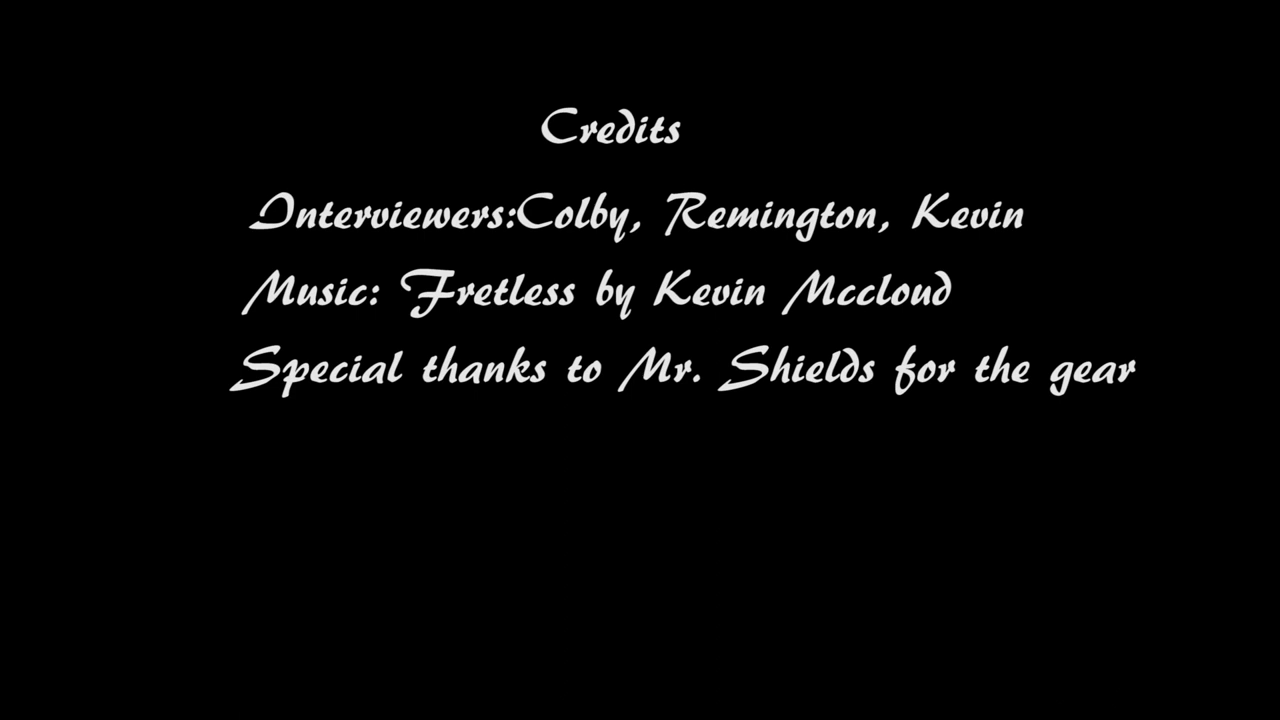 Credits
Interviewers:Colby, Remington, Kevin
Music: Fretless by Kevin Mccloud
Special thanks to Mr. Shields for the gear